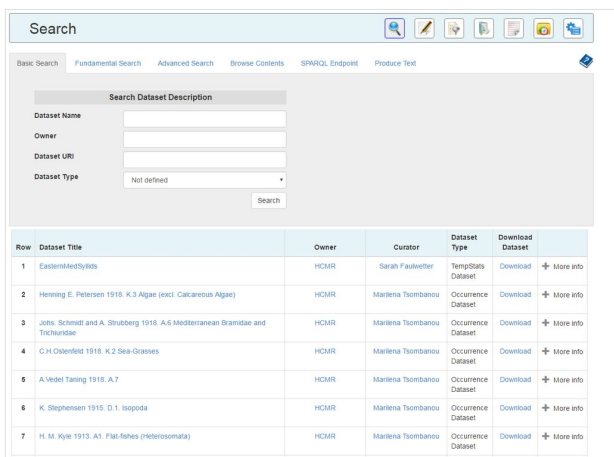 Search
Basic Search Fundamental Search Advanced Search Browse Contents SPARQL Endpoint Produce Text
Search Dataset Description
Dataset Name
Owner
Dataset URI
Dataset Type Not defined
Search
Row Dataset Title Owner Curator Dataset Type Download Dataset
1 EasternMedSyllids HCMR Sarah Faulwetter TempStats Dataset Download + More info
2 Henning E. Petersen 1918. K.3 Algae (excl. Calcareous Algae) HCMR Marilena Tsombanou Occurrence Dataset Download + More info
3 Johs. Schmidt and A. Strubberg 1918. A.6 Mediterranean Bramidae and
Trichiuridae HCMR Marilena Tsombanou Occurrence Dataset Download + More info
4 C.H.Ostenfeld 1918. K.2 Sea-Grasses HCMR Marilena Tsombanou Occurrence Dataset Download + More info
5 A.Vedel Taning 1918. A.7 HCMR Marilena Tsombanou Occurrence Dataset Download + More info
6 K. Stephensen 1915. D.1. Isopoda HCMR Marilena Tsombanou Occurrence Dataset Download + More info
7 H. M. Kyle 1913. A1. Flat-fishes (Heterosomata) HCMR Marilena Tsombanou Occurrence Dataset Download + More info